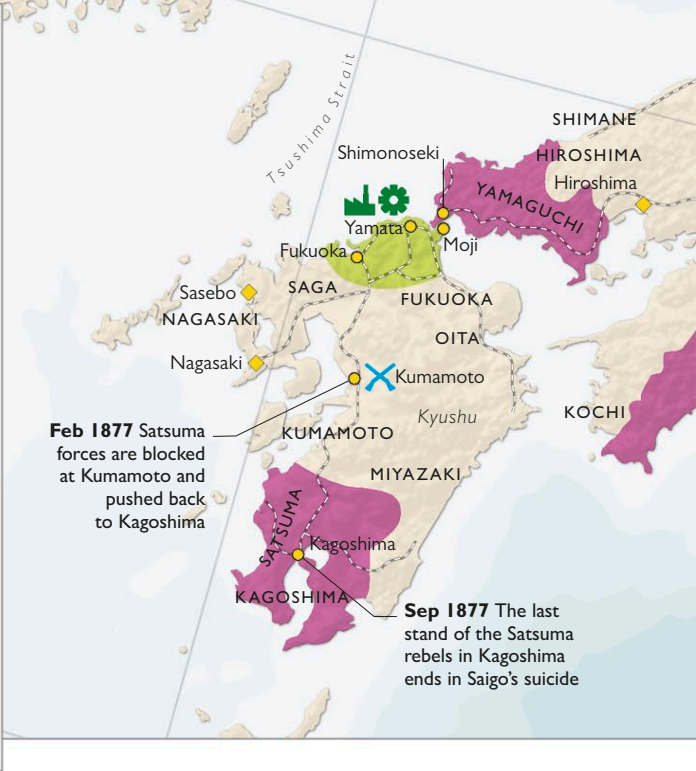 SHIMANE
HIROSHIMA
Hiroshima
Tsushima Strait
Shimonoseki
YAMAGUCHI
Yamata
Moji
Fukuoka
SAGA
FUKUOKA
Sasebo
NAGASAKI
OITA
Nagasaki
Kumamoto
Kyushu
KOCHI
Feb 1877 Satsuma
forces are blocked
at Kumamoto and
pushed back
to Kagoshima
KUMAMOTO
MIYAZAKI
SATSUMA
Kagoshima
KAGOSHIMA
Sep 1877 The last
stand of the Satsuma
rebels in Kagoshima
ends in Saigo's suicide